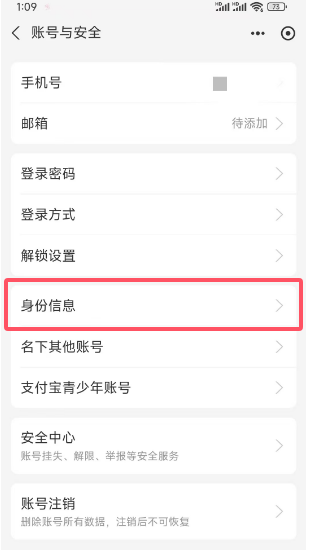 1:09
HD HD 73
账号与安全
手机号
邮箱 待添加
登录密码
登录方式
解锁设置
身份信息
名下其他账号
支付宝青少年账号
安全中心
账号挂失、解限、举报等安全服务
账号注销
删除账号所有数据，注销后不可恢复